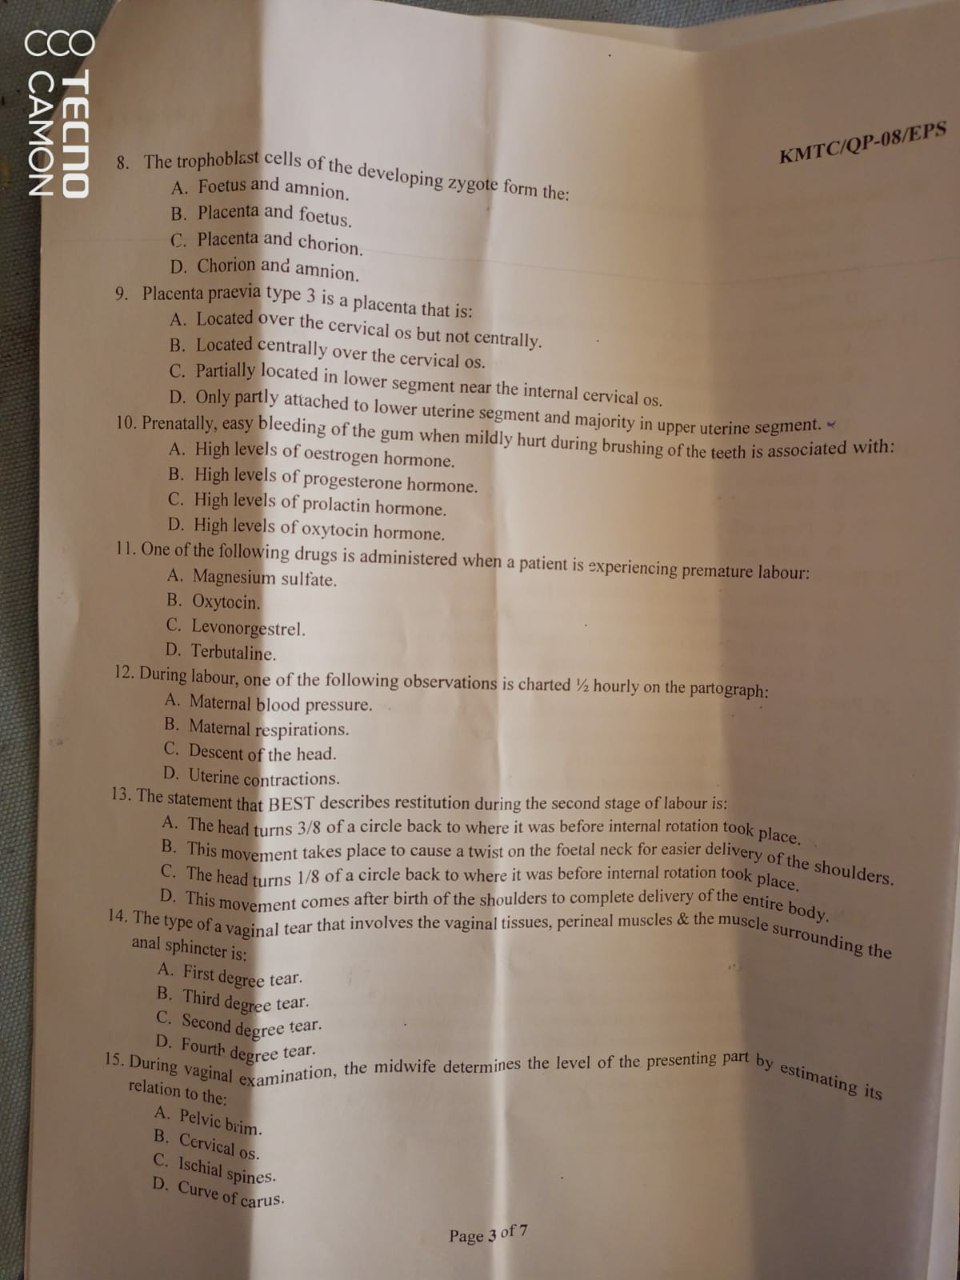 TECNO
CAMON
KMTC/QP-08/EPS
8. The trophoblast cells of the developing zygote form the:
A. Foetus and amnion.
B. Placenta and foetus.
C. Placenta and chorion.
D. Chorion and amnion.
9. Placenta praevia type 3 is a placenta that is:
A. Located over the cervical os but not centrally.
B. Located centrally over the cervical os.
C. Partially located in lower segment near the internal cervical os.
D. Only partly attached to lower uterine segment and majority in upper uterine segment.
10. Prenatally, easy bleeding of the gum when mildly hurt during brushing of the teeth is associated with:
A. High levels of oestrogen hormone.
B. High levels of progesterone hormone.
C. High levels of prolactin hormone.
D. High levels of oxytocin hormone.
11. One of the following drugs is administered when a patient is experiencing premature labour:
A. Magnesium sulfate.
B. Oxytocin.
C. Levonorgestrel.
D. Terbutaline.
12. During labour, one of the following observations is charted ½ hourly on the partograph:
A. Maternal blood pressure.
B. Maternal respirations.
C. Descent of the head.
D. Uterine contractions.
13. The statement that BEST describes restitution during the second stage of labour is:
A. The head turns 3/8 of a circle back to where it was before internal rotation took place.
B. This movement takes place to cause a twist on the foetal neck for easier delivery of the shoulders.
C. The head turns 1/8 of a circle back to where it was before internal rotation took place.
D. This movement comes after birth of the shoulders to complete delivery of the entire body.
14. The type of a vaginal tear that involves the vaginal tissues, perineal muscles & the muscle surrounding the
anal sphincter is:
A. First degree tear.
B. Third degree tear.
C. Second degree tear.
D. Fourth degree tear.
15. During vaginal examination, the midwife determines the level of the presenting part by estimating its
relation to the:
A. Pelvic brim.
B. Cervical os.
C. Ischial spines.
D. Curve of carus.
Page 3 of 7